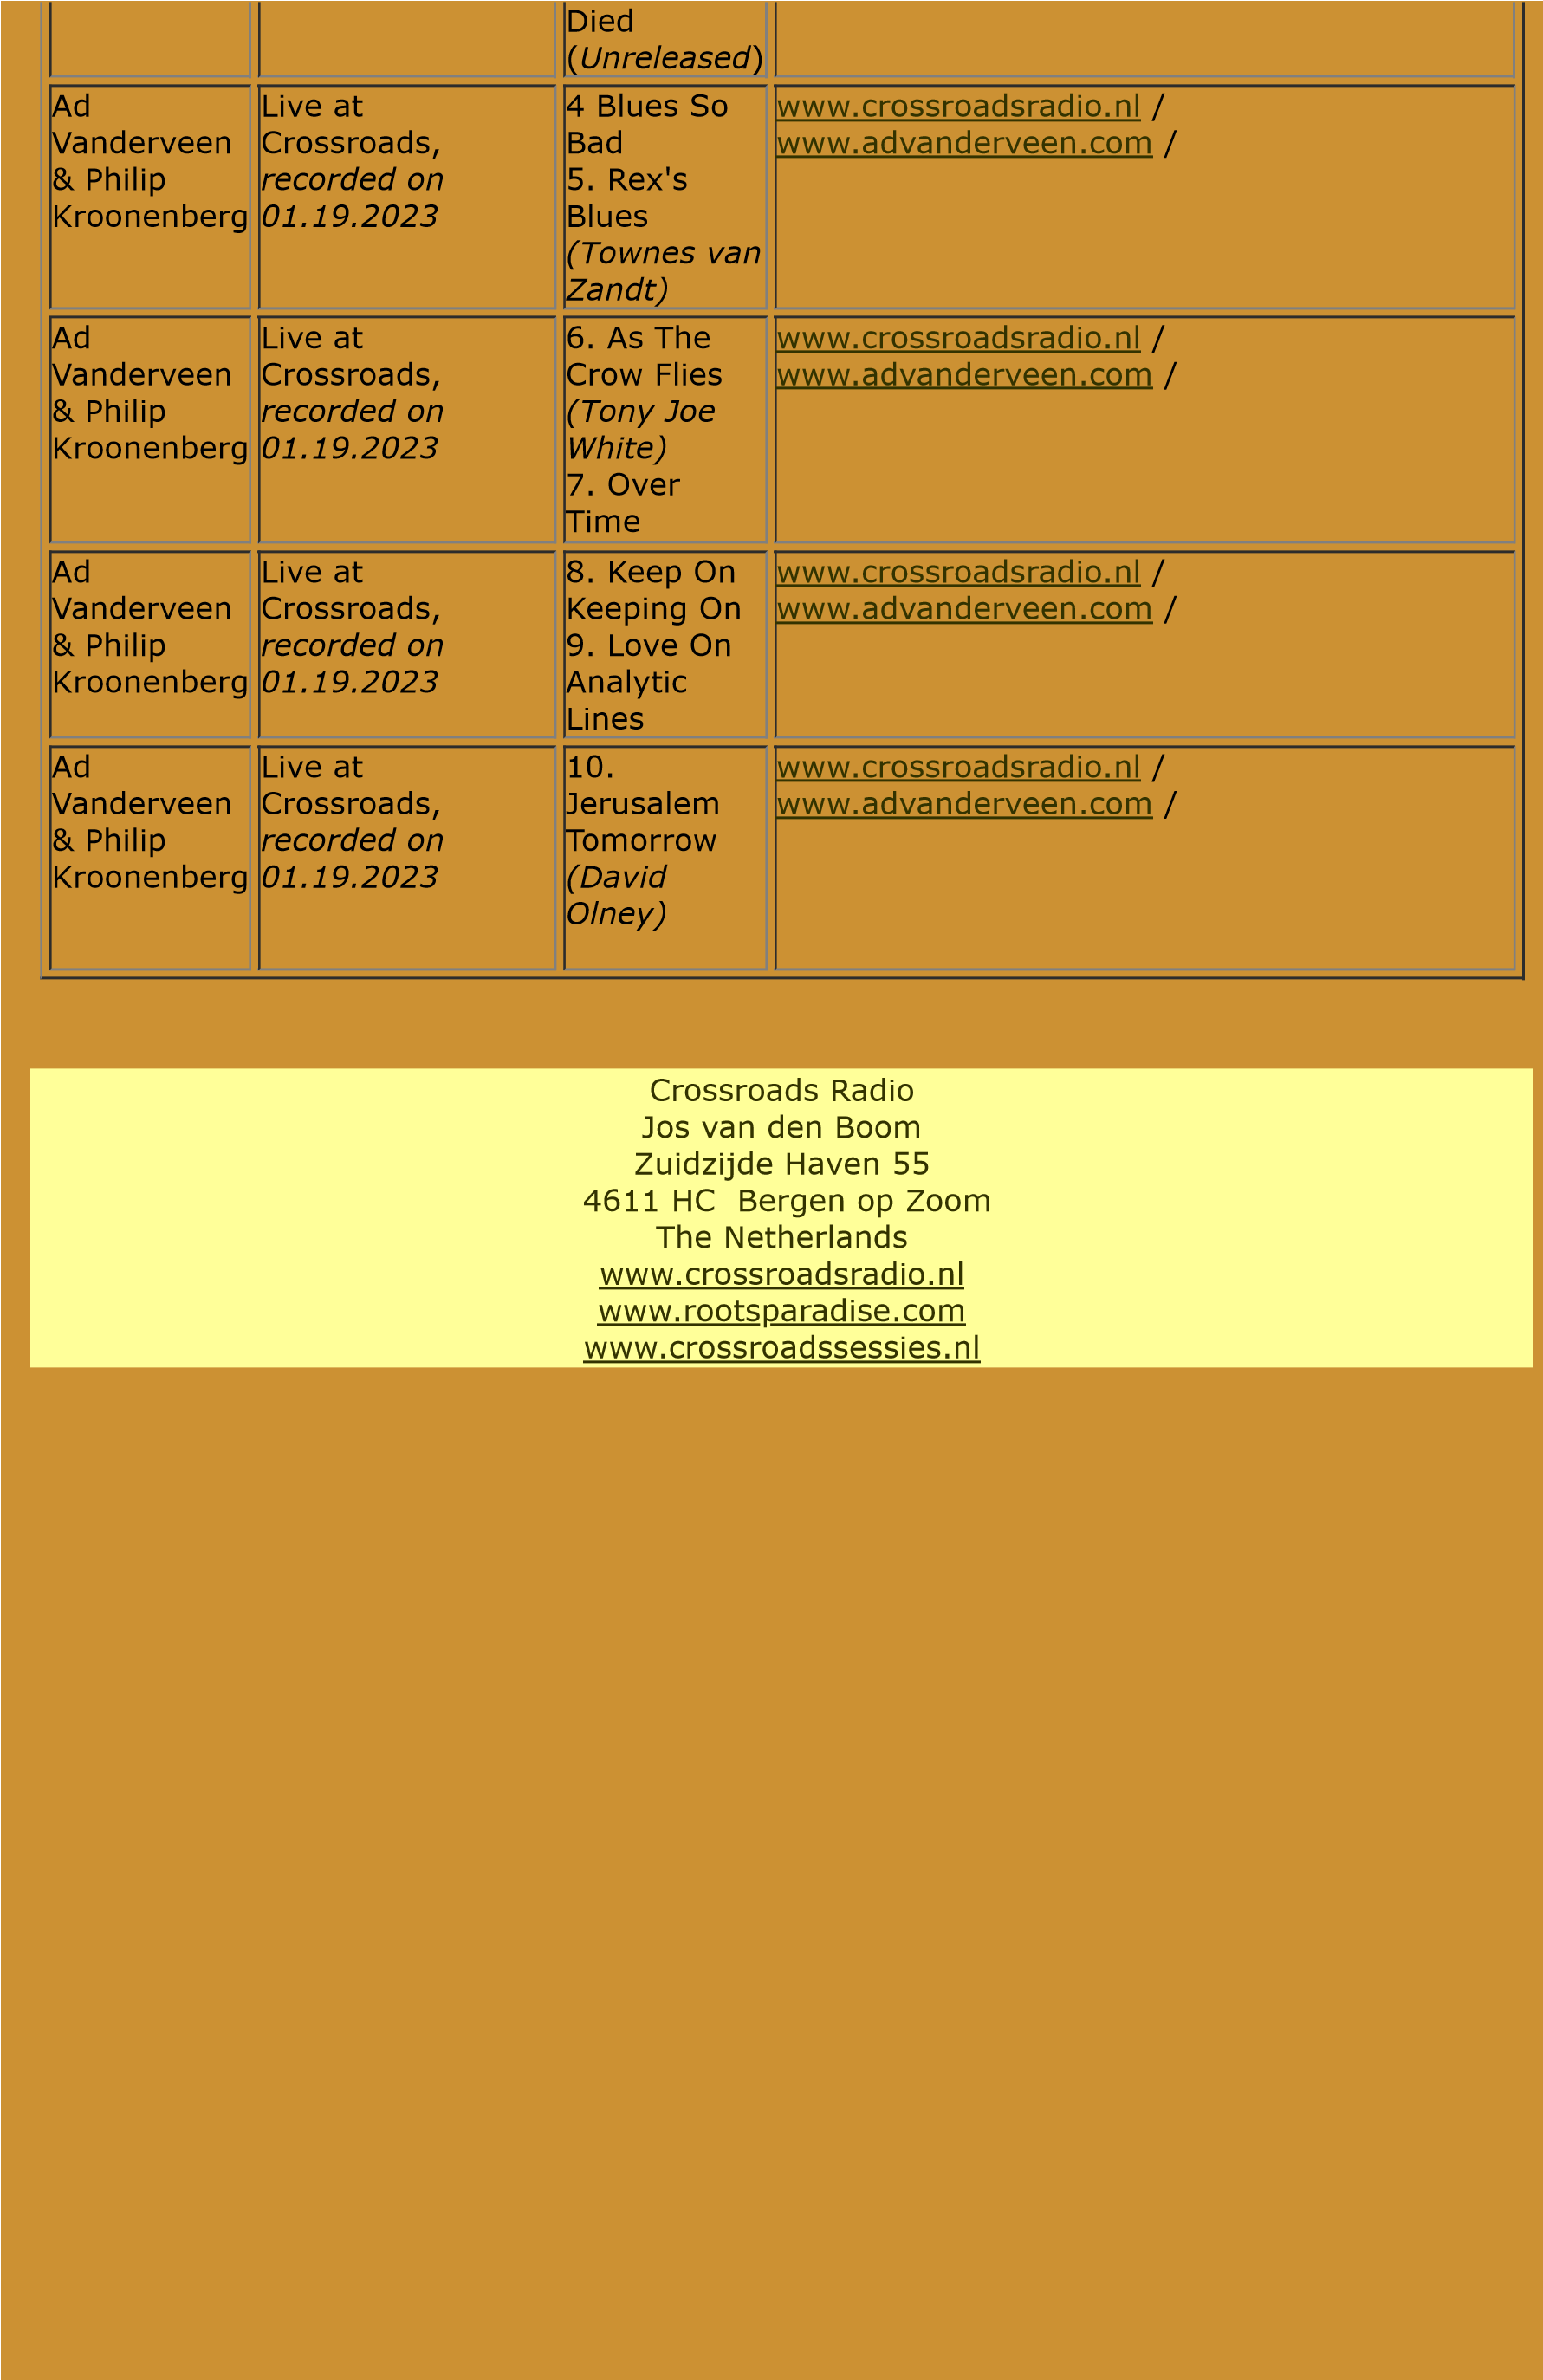 Died
(Unreleased)
Ad
Vanderveen
& Philip
Kroonenberg
Live at
Crossroads,
recorded on
01.19.2023
4 Blues So
Bad
5. Rex's
Blues
(Townes van
Zandt)
www.crossroadsradio.nl /
www.advanderveen.com /
Ad
Vanderveen
& Philip
Kroonenberg
Live at
Crossroads,
recorded on
01.19.2023
6. As The
Crow Flies
(Tony Joe
White)
7. Over
Time
www.crossroadsradio.nl /
www.advanderveen.com /
Ad
Vanderveen
& Philip
Kroonenberg
Live at
Crossroads,
recorded on
01.19.2023
8. Keep On
Keeping On
9. Love On
Analytic
Lines
www.crossroadsradio.nl /
www.advanderveen.com /
Ad
Vanderveen
& Philip
Kroonenberg
Live at
Crossroads,
recorded on
01.19.2023
10.
Jerusalem
Tomorrow
(David
Olney)
www.crossroadsradio.nl /
www.advanderveen.com /
Crossroads Radio
Jos van den Boom
Zuidzijde Haven 55
4611 HC  Bergen op Zoom
The Netherlands
www.crossroadsradio.nl
www.rootsparadise.com
www.crossroadssessies.nl